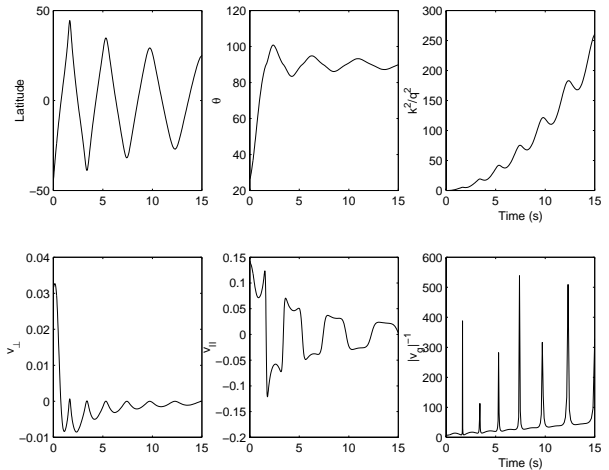 50
0
−50
0 5 10 15
Latitude
120
100
80
60
40
20
0 5 10 15
θ
300
250
200
150
100
50
0
0 5 10 15
k²/q²
Time (s)
0.04
0.03
0.02
0.01
0
−0.01
0 5 10 15
v⊥
0.15
0.1
0.05
0
−0.05
−0.1
−0.15
−0.2
0 5 10 15
v||
600
500
400
300
200
100
0
0 5 10 15
|v_g|⁻¹
Time (s)